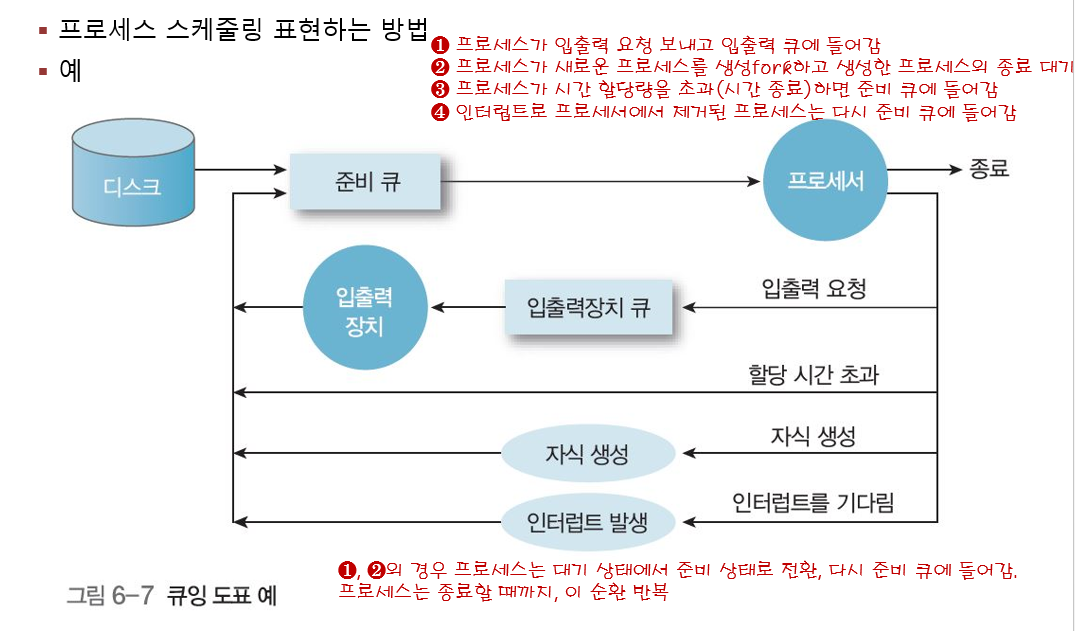 ▪ 프로세스 스케줄링 표현하는 방법
▪ 예
❶ 프로세스가 입출력 요청 보내고 입출력 큐에 들어감
❷ 프로세스가 새로운 프로세스를 생성fork하고 생성한 프로세스의 종료 대기
❸ 프로세스가 시간 할당량을 초과(시간 종료)하면 준비 큐에 들어감
❹ 인터럽트로 프로세서에서 제거된 프로세스는 다시 준비 큐에 들어감
디스크
준비 큐
프로세서
종료
입출력
장치
입출력장치 큐
입출력 요청
할당 시간 초과
자식 생성
자식 생성
인터럽트 발생
인터럽트를 기다림
❶, ❷의 경우 프로세스는 대기 상태에서 준비 상태로 전환, 다시 준비 큐에 들어감.
프로세스는 종료할 때까지, 이 순환 반복
그림 6-7 큐잉 도표 예